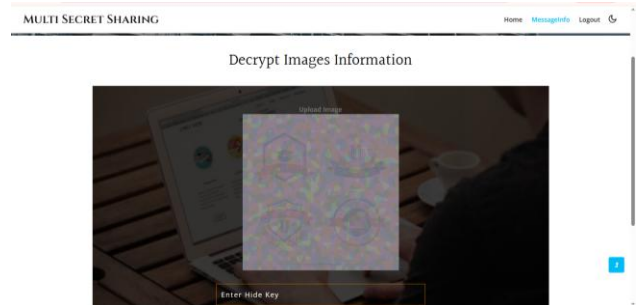 MULTI SECRET SHARING
Home MessageInfo Logout
Decrypt Images Information
Upload Image
Enter Hide Key